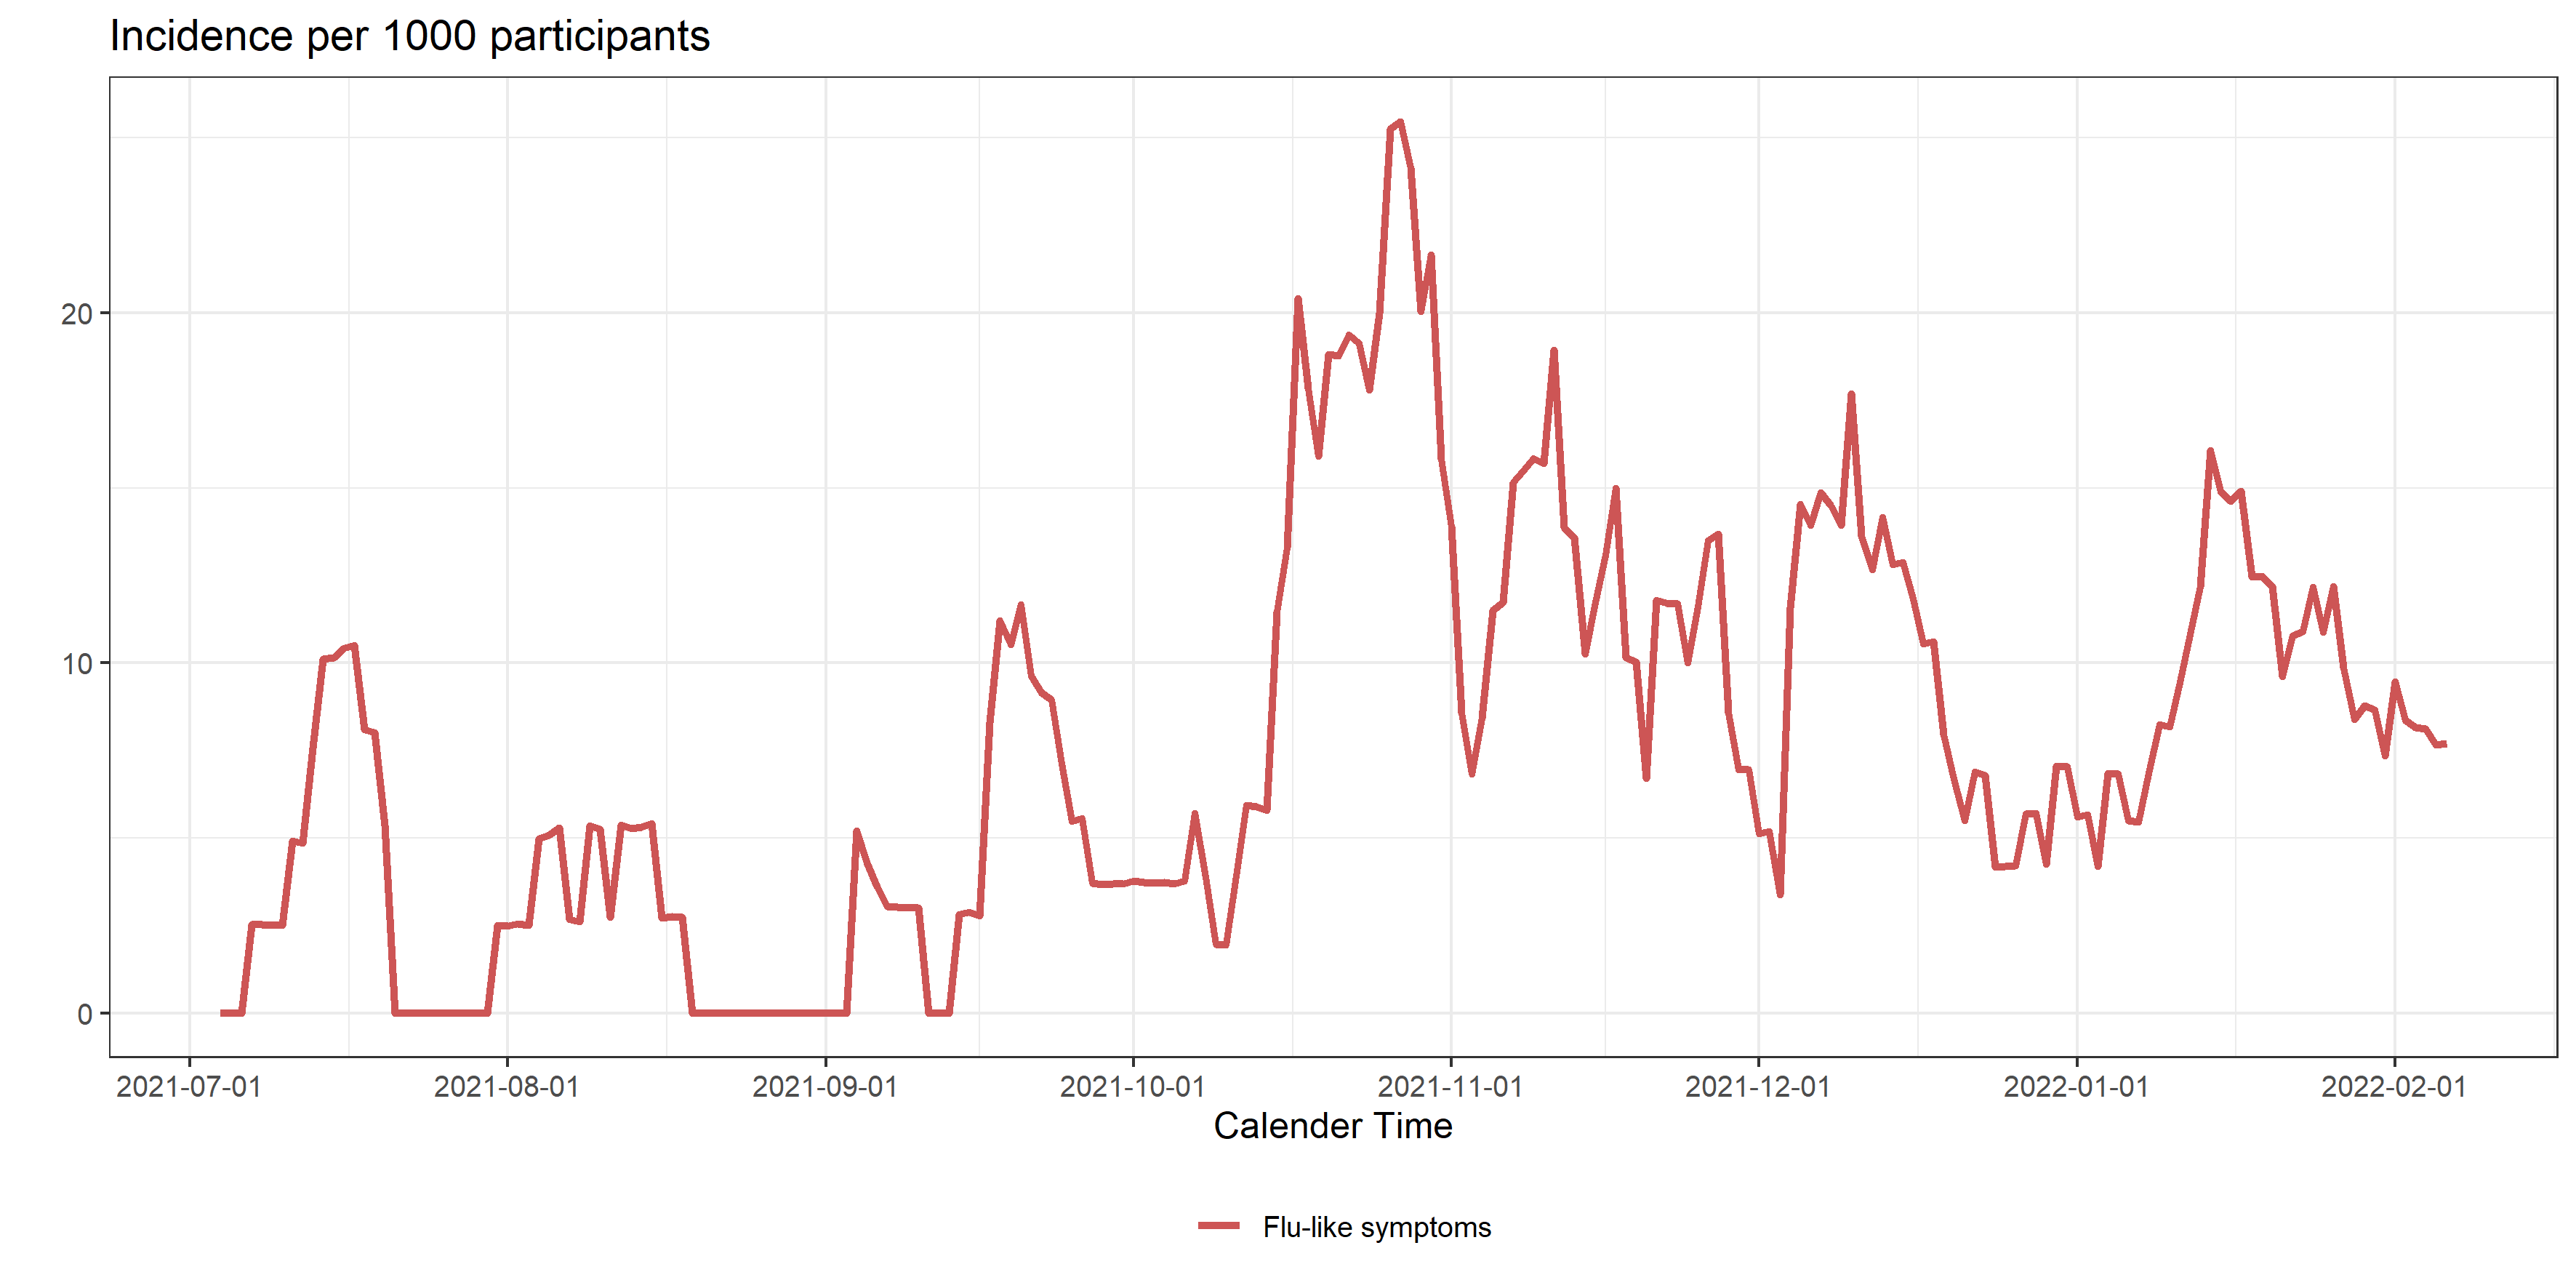 Incidence per 1000 participants
20
10
0
2021-07-01 2021-08-01 2021-09-01 2021-10-01 2021-11-01 2021-12-01 2022-01-01 2022-02-01
Calender Time
Flu-like symptoms